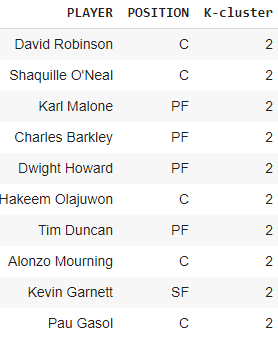 PLAYER POSITION K-cluster
David Robinson C 2
Shaquille O'Neal C 2
Karl Malone PF 2
Charles Barkley PF 2
Dwight Howard PF 2
Hakeem Olajuwon C 2
Tim Duncan PF 2
Alonzo Mourning C 2
Kevin Garnett SF 2
Pau Gasol C 2